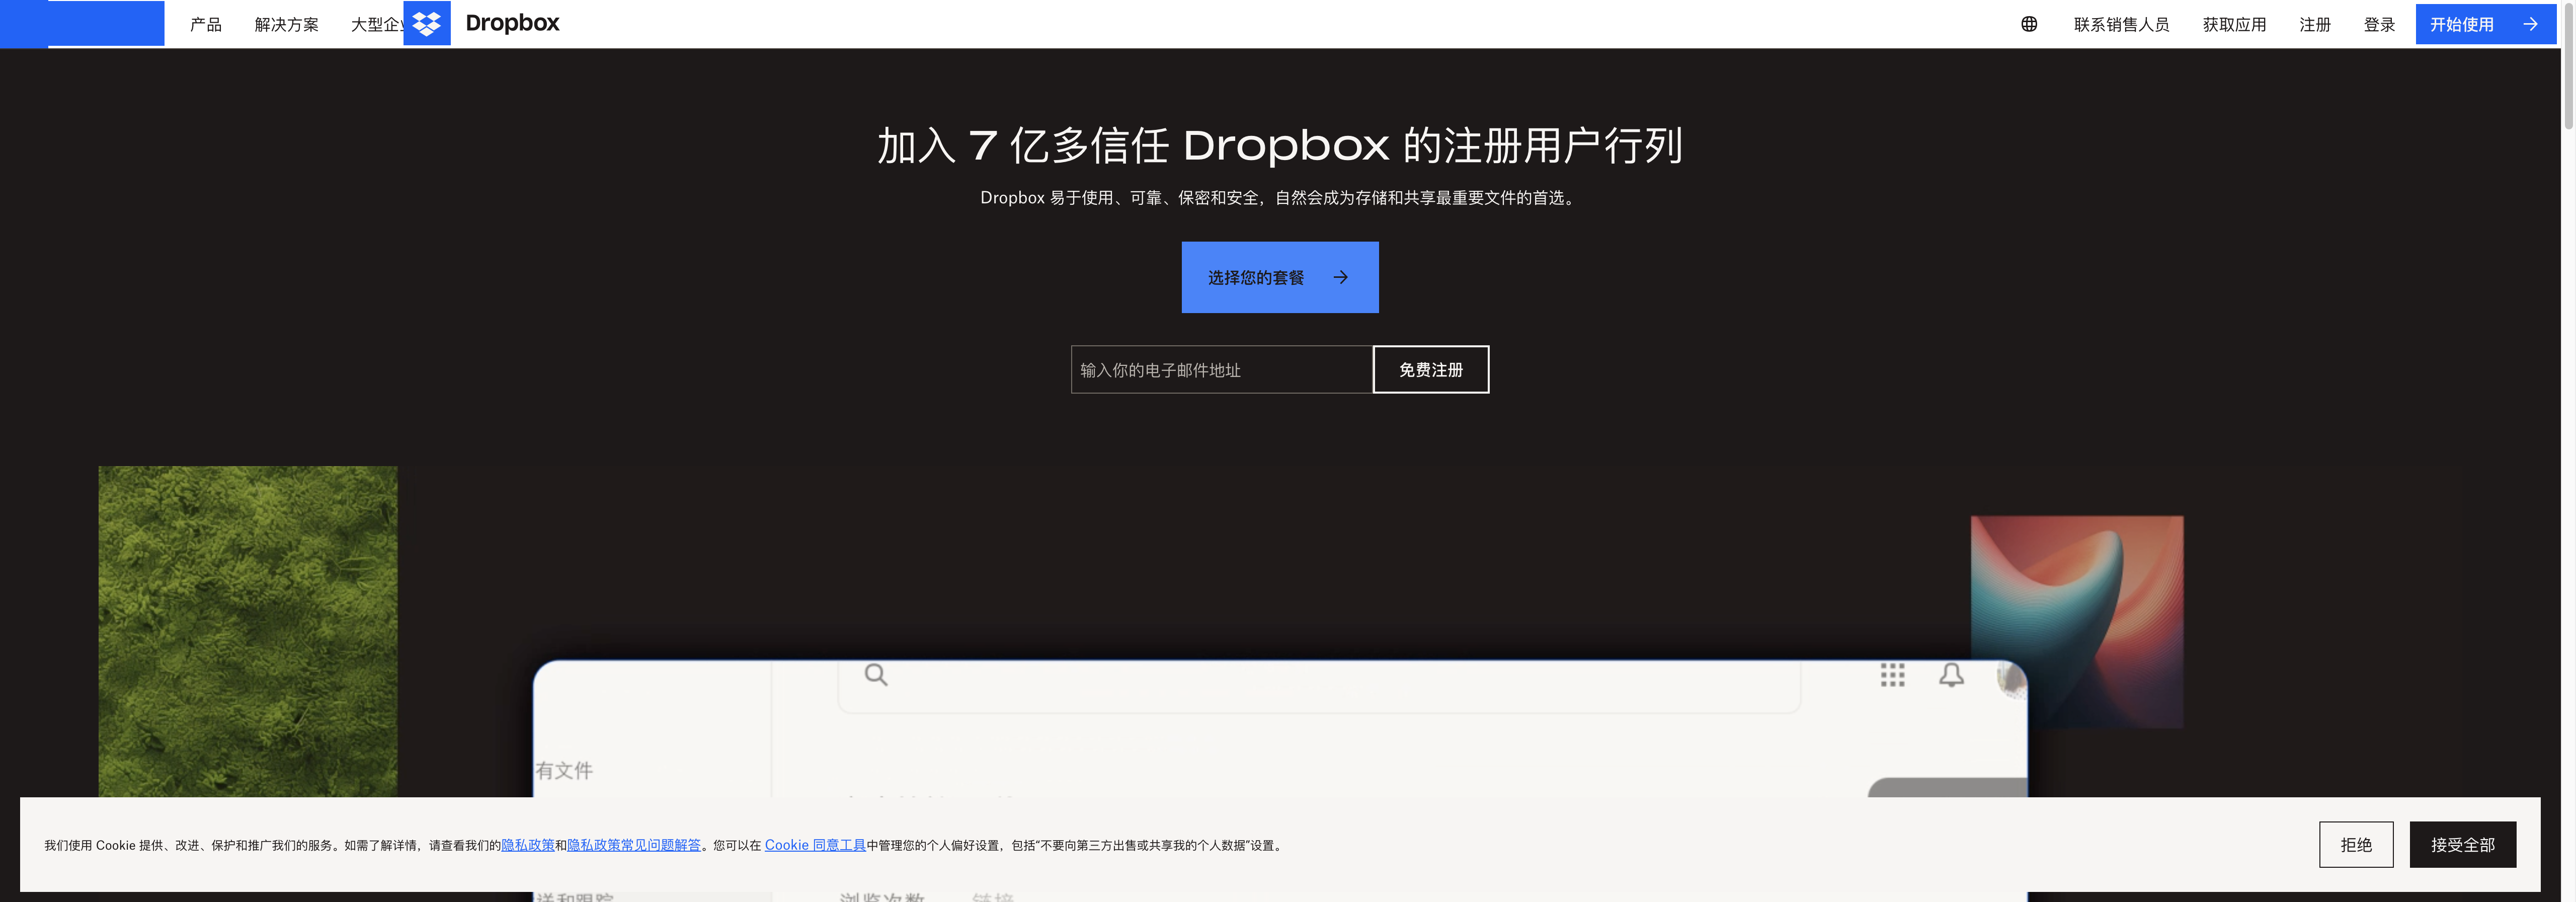 产品
解决方案
大型企
Dropbox
联系销售人员
获取应用
注册
登录
开始使用
加入 7 亿多信任 Dropbox 的注册用户行列
Dropbox 易于使用、可靠、保密和安全，自然会成为存储和共享最重要文件的首选。
选择您的套餐
输入你的电子邮件地址
免费注册
有文件
我们使用 Cookie 提供、改进、保护和推广我们的服务。如需了解详情，请查看我们的隐私政策和隐私政策常见问题解答。您可以在 Cookie 同意工具中管理您的个人偏好设置，包括“不要向第三方出售或共享我的个人数据”设置。
拒绝
接受全部
送和跟踪
浏览次数
链接